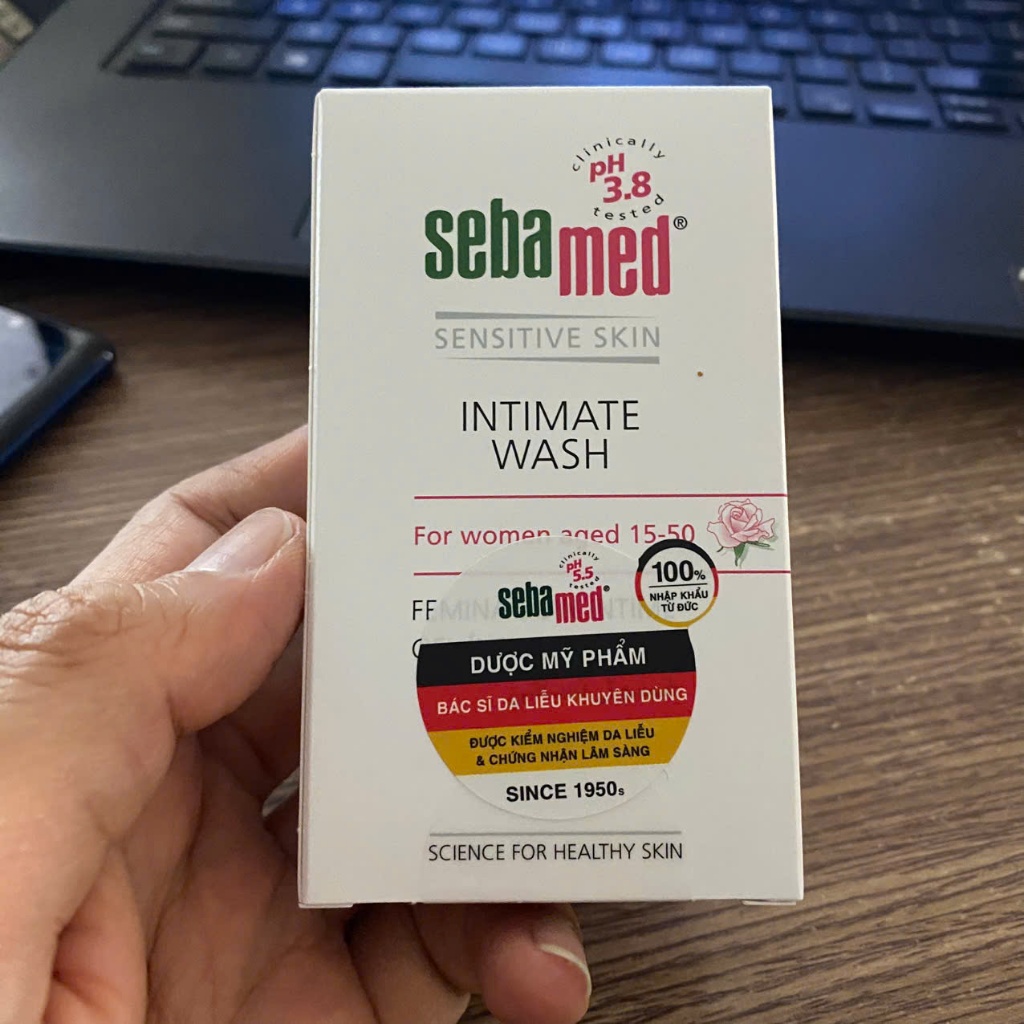 clinically
pH
3.8
tested
sebamed®
SENSITIVE SKIN
INTIMATE
WASH
For women aged 15-50
clinically
pH
5.5
tested
sebamed®
100%
NHẬP KHẨU
TỪ ĐỨC
DƯỢC MỸ PHẨM
BÁC SĨ DA LIỄU KHUYÊN DÙNG
ĐƯỢC KIỂM NGHIỆM DA LIỄU
& CHỨNG NHẬN LÂM SÀNG
SINCE 1950s
SCIENCE FOR HEALTHY SKIN